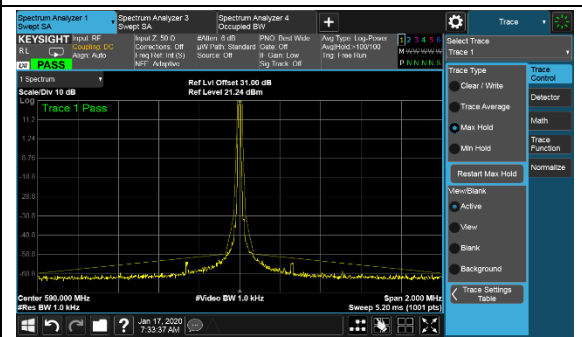 Spectrum Analyzer 1
Swept SA
Spectrum Analyzer 3
Swept SA
Spectrum Analyzer 4
Occupied BW
Trace
KEYSIGHT
RL
LXI
PASS
Input: RF
Coupling: DC
Align: Auto
Input Z: 50 Ω
Corrections: Off
Freq Ref: Int (S)
NFE: Adaptive
#Atten: 6 dB
µW Path: Standard
Source: Off
PNO: Best Wide
Gate: Off
IF Gain: Low
Sig Track: Off
Avg Type: Log-Power
Avg|Hold:>100/100
Trig: Free Run
1 2 3 4 5 6
M W W W W W
P N N N N S
Select Trace
Trace 1
1 Spectrum
Scale/Div 10 dB
Ref Lvl Offset 31.00 dB
Ref Level 21.24 dBm
Log
Trace 1 Pass
11.2
1.24
-8.76
-18.8
-28.8
-38.8
-48.8
-58.8
-68.8
Center 590.000 MHz
#Res BW 1.0 kHz
#Video BW 1.0 kHz
Span 2.000 MHz
Sweep 5.20 ms (1001 pts)
Trace Type
Clear / Write
Trace Average
Max Hold
Min Hold
Restart Max Hold
View/Blank
Active
View
Blank
Background
Trace Settings
Table
Trace
Control
Detector
Math
Trace
Function
Normalize
?
Jan 17, 2020
7:33:37 AM